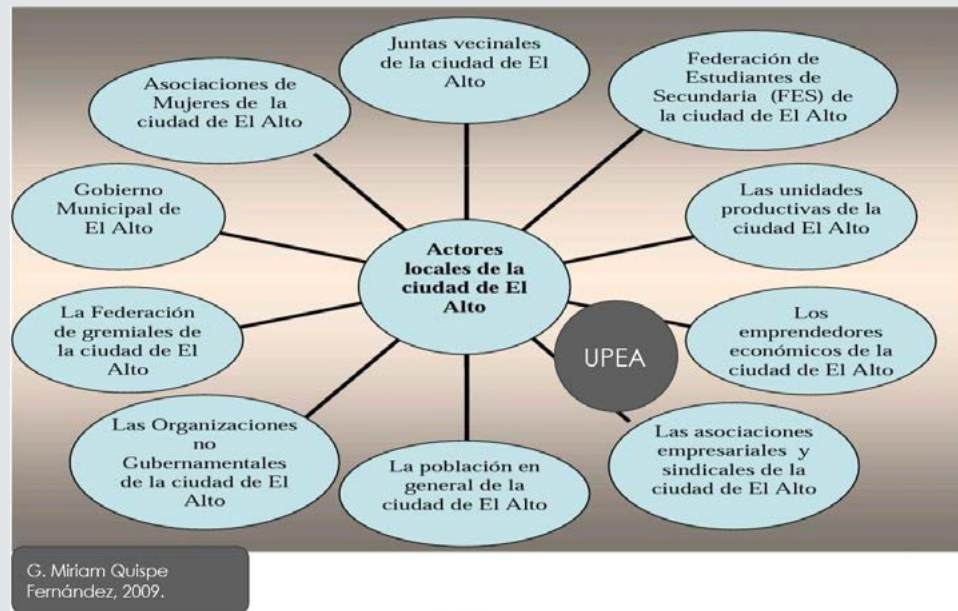 Juntas vecinales
de la ciudad de El
Alto
Federación de
Estudiantes de
Secundaria (FES) de
la ciudad de El Alto
Asociaciones de
Mujeres de la
ciudad de El Alto
Gobierno
Municipal de
El Alto
Las unidades
productivas de la
ciudad El Alto
Actores
locales de la
ciudad de El
Alto
La Federación
de gremiales de
la ciudad de El
Alto
UPEA
Los
emprendedores
económicos de la
ciudad de El Alto
Las Organizaciones
no
Gubernamentales
de la ciudad de El
Alto
La población en
general de la
ciudad de El Alto
Las asociaciones
empresariales y
sindicales de la
ciudad de El Alto
G. Miriam Quispe
Fernández, 2009.